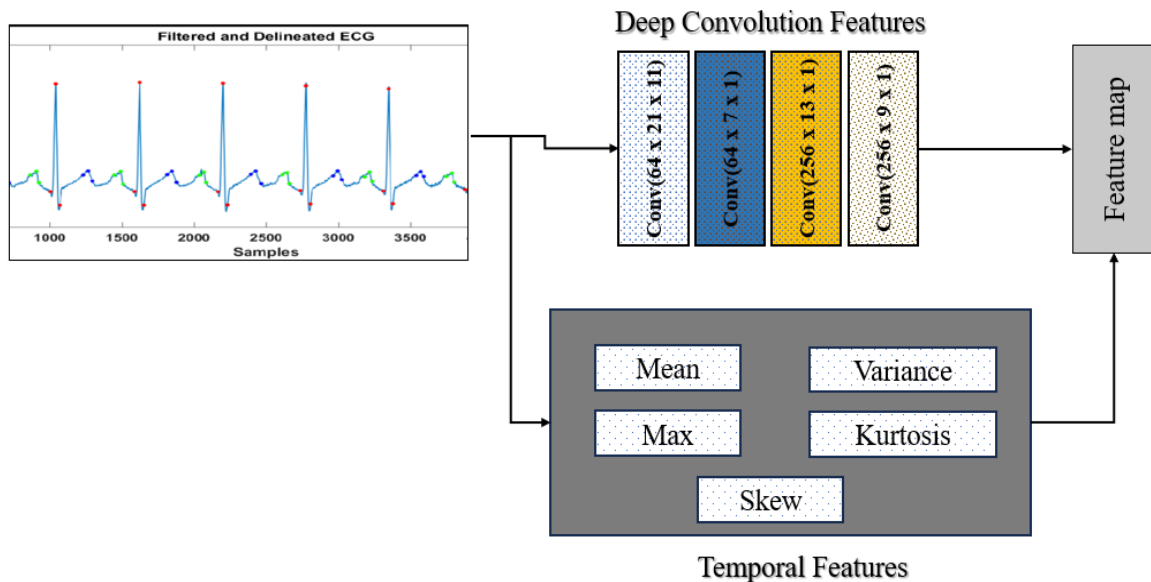 Filtered and Delineated ECG
1000 1500 2000 2500 3000 3500
Samples
Deep Convolution Features
Conv(64 x 21 x 11)
Conv(64 x 7 x 1)
Conv(256 x 13 x 1)
Conv(256 x 9 x 1)
Feature map
Mean
Variance
Max
Kurtosis
Skew
Temporal Features